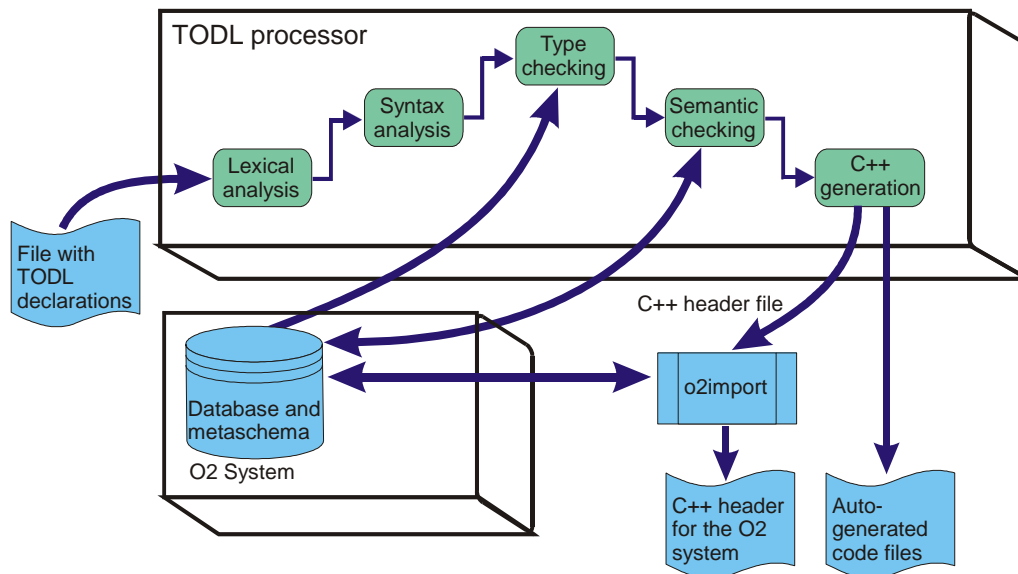 TODL processor
Type
checking
Syntax
analysis
Semantic
checking
Lexical
analysis
C++
generation
File with
TODL
declarations
C++ header file
Database and
metaschema
O2 System
o2import
C++ header
for the O2
system
Auto-
generated
code files